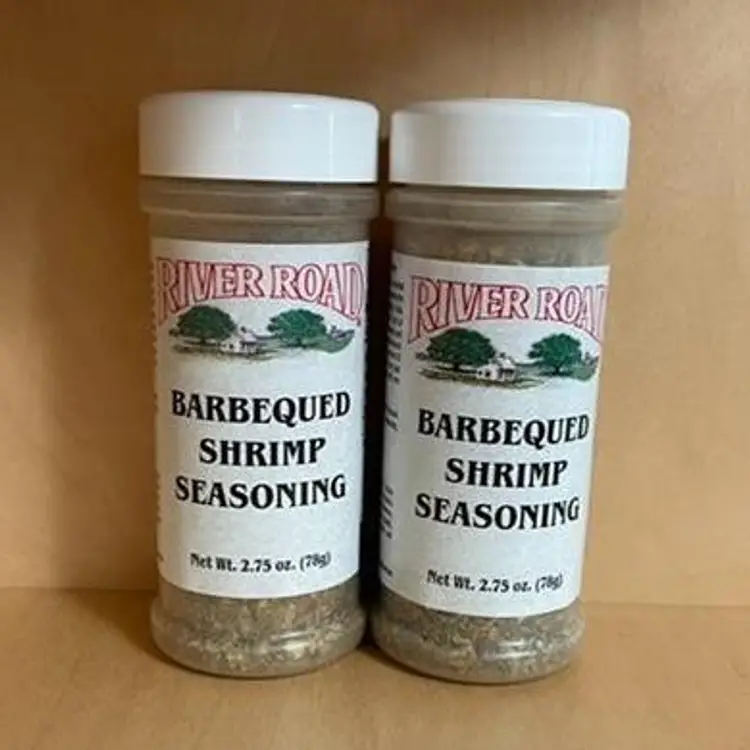 RIVER ROAD
BARBEQUED
SHRIMP
SEASONING
Net Wt. 2.75 oz. (78g)
RIVER ROA
BARBEQUED
SHRIMP
SEASONING
Net Wt. 2.75 oz. (78g)